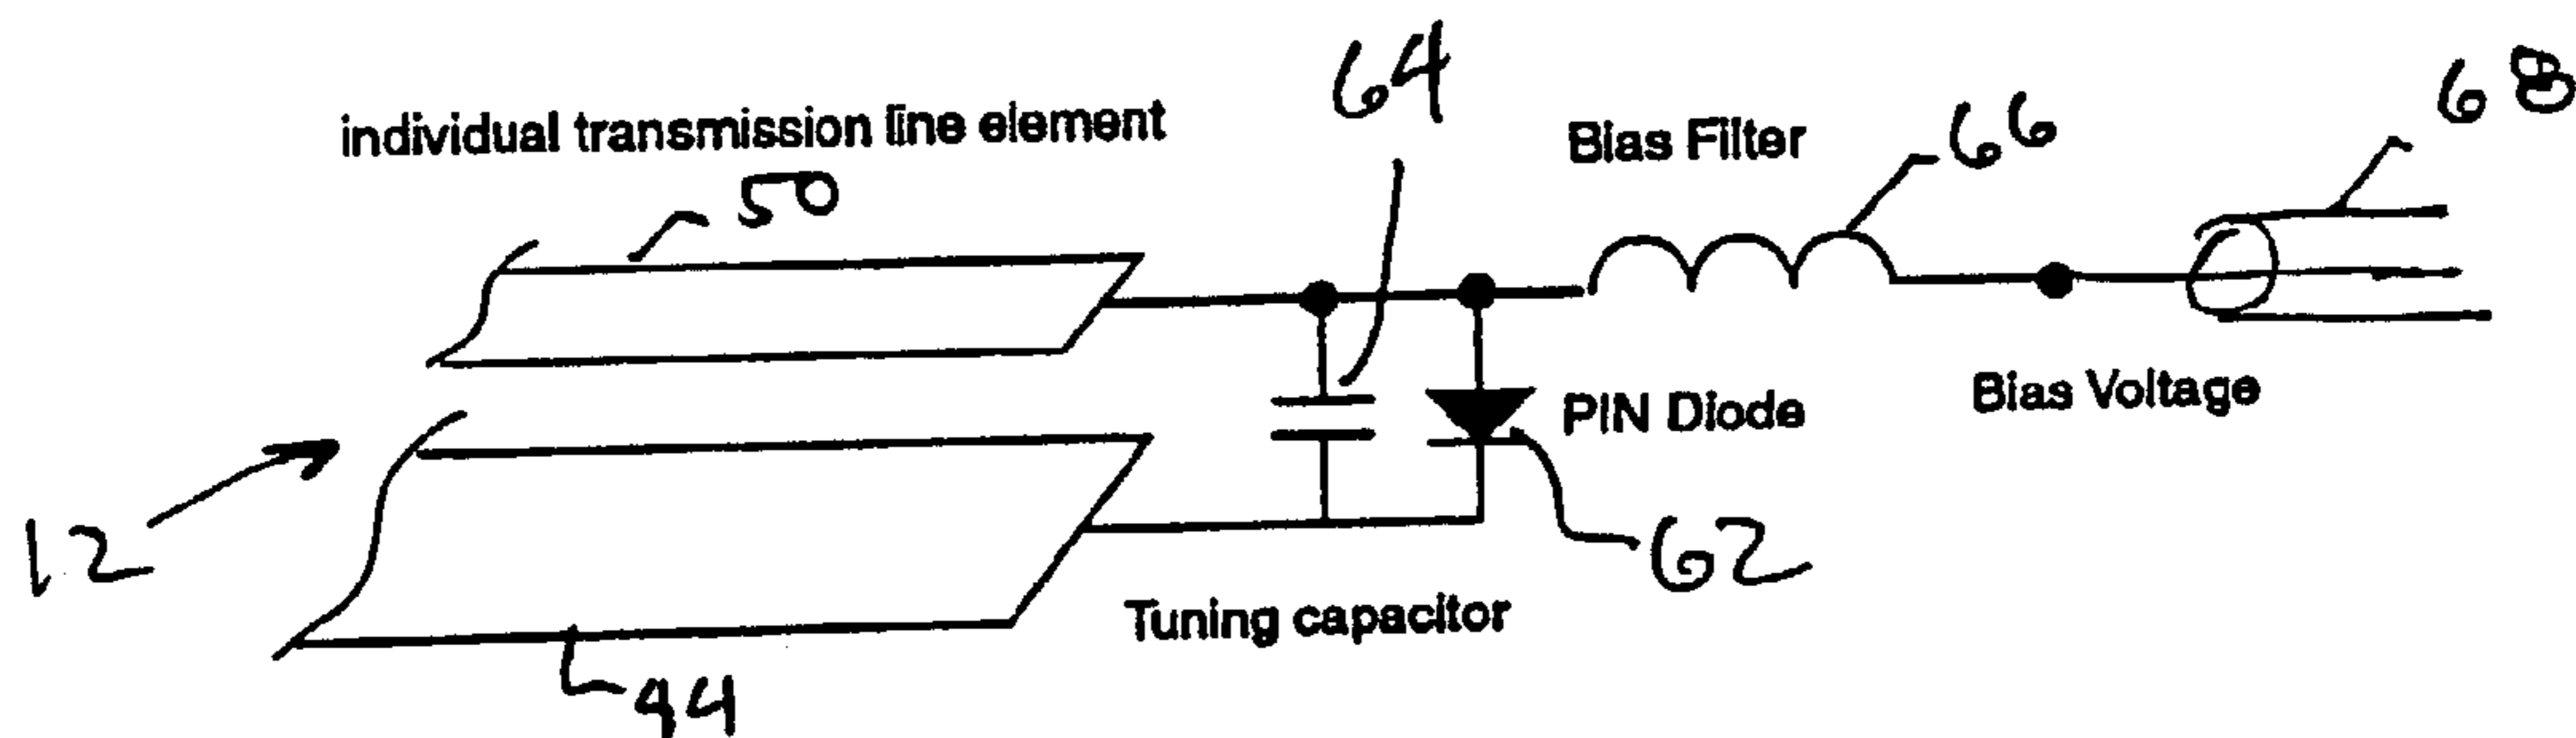 64
68
individual transmission line element
Bias Filter
66
50
PIN Diode
Bias Voltage
12
62
Tuning capacitor
44